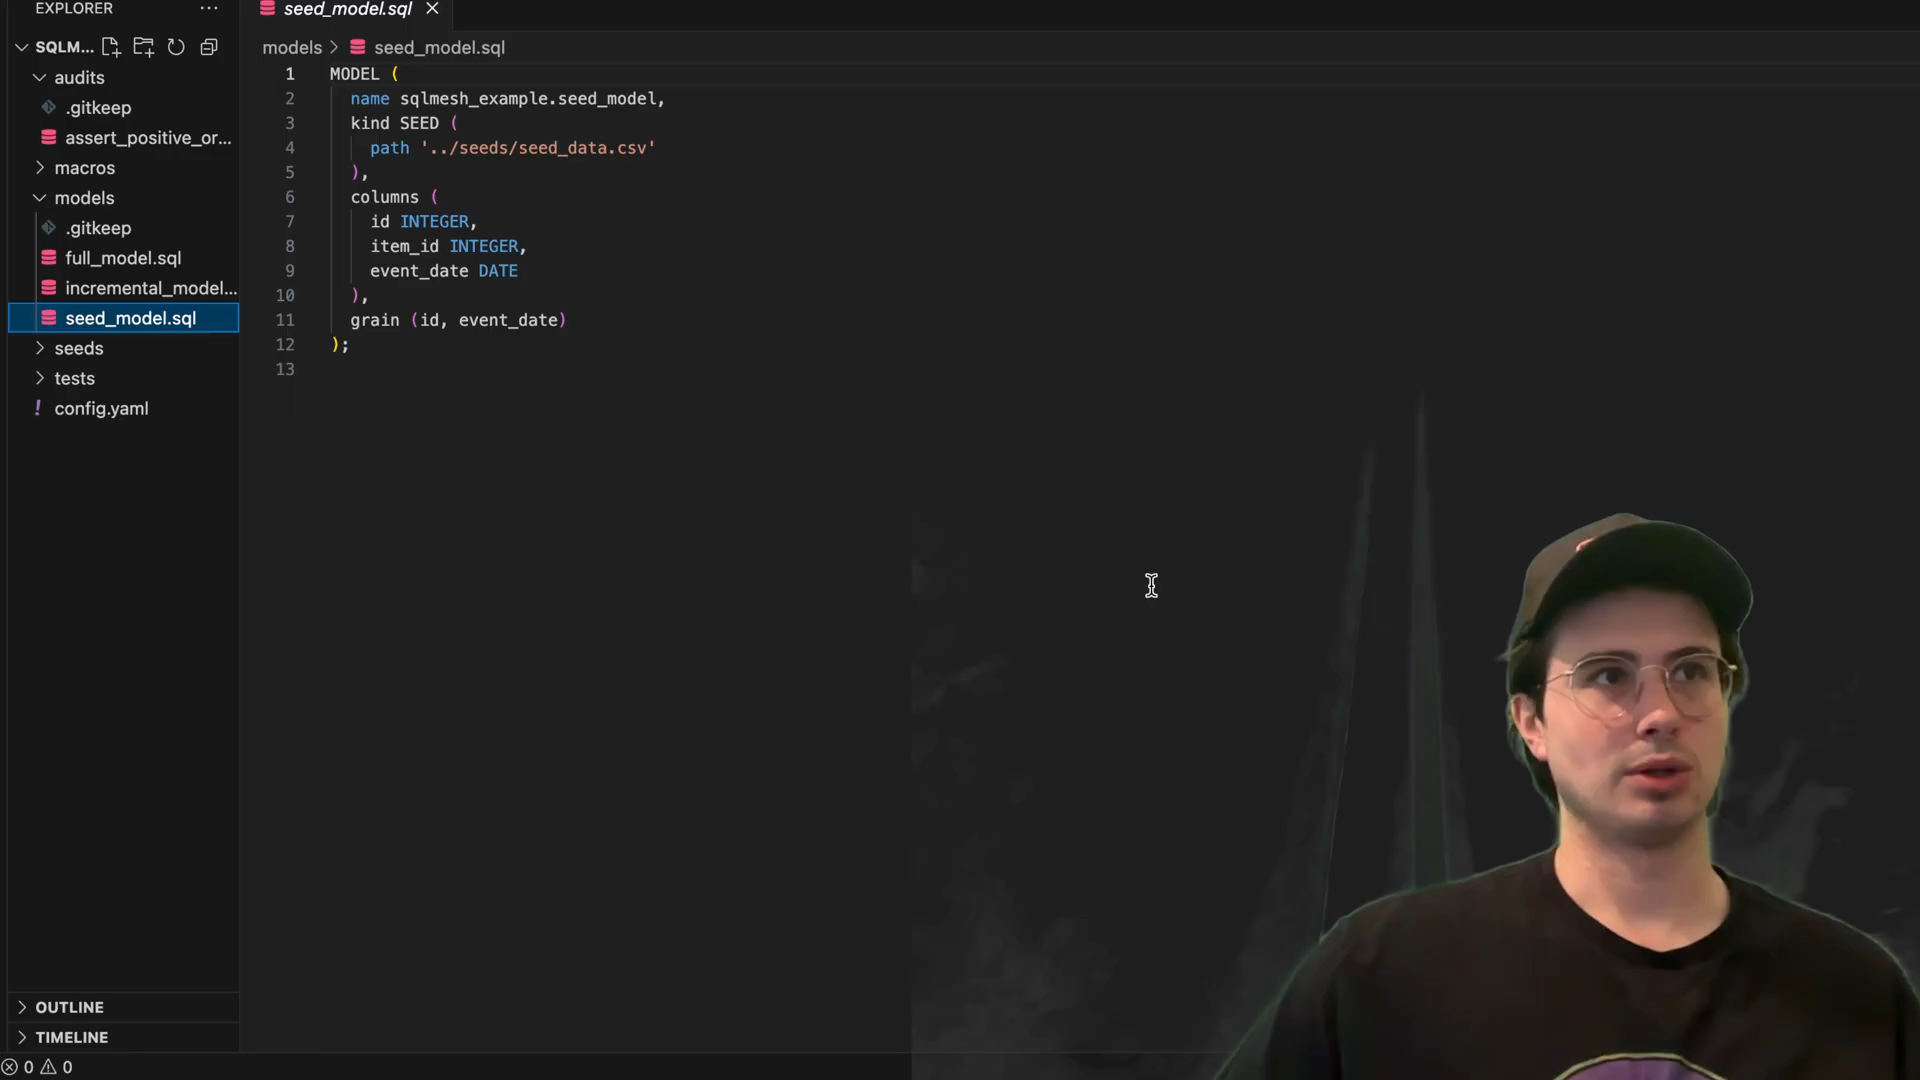 EXPLORER
SQLM...
audits
.gitkeep
assert_positive_or...
macros
models
.gitkeep
full_model.sql
incremental_model...
seed_model.sql
seeds
tests
config.yaml
OUTLINE
TIMELINE
0 0
seed_model.sql
models > seed_model.sql
1 MODEL (
2 name sqlmesh_example.seed_model,
3 kind SEED (
4 path '../seeds/seed_data.csv'
5 ),
6 columns (
7 id INTEGER,
8 item_id INTEGER,
9 event_date DATE
10 ),
11 grain (id, event_date)
12 );
13